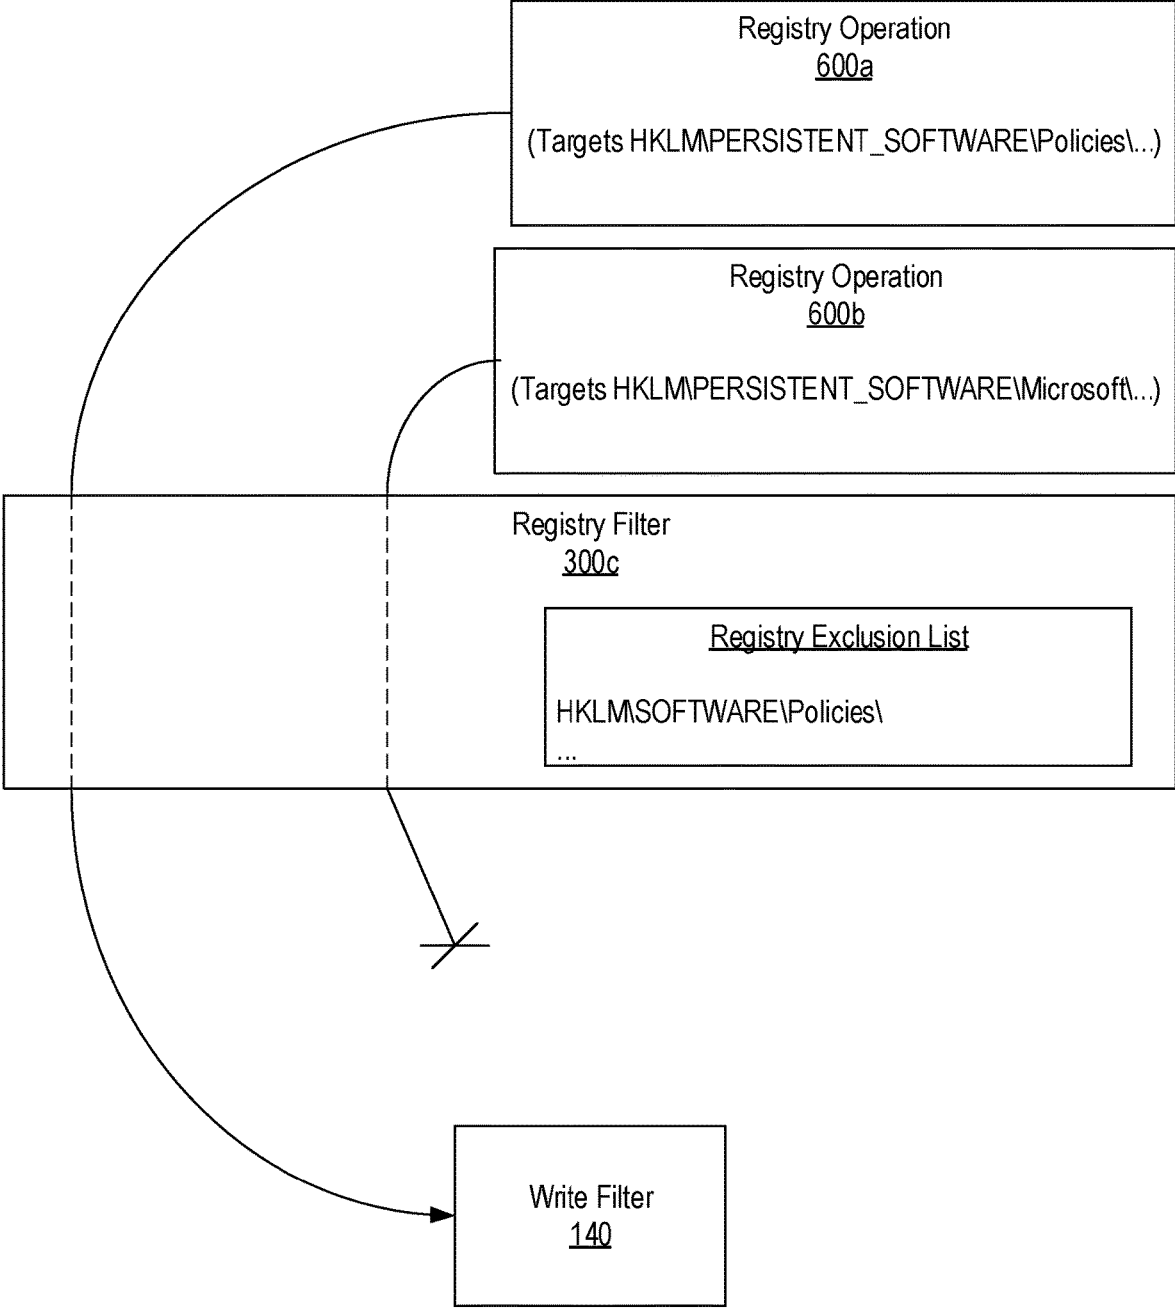 Registry Operation
600a
(Targets HKLM\PERSISTENT_SOFTWARE\Policies\...)
Registry Operation
600b
(Targets HKLM\PERSISTENT_SOFTWARE\Microsoft\...)
Registry Filter
300c
Registry Exclusion List
HKLM\SOFTWARE\Policies\
...
Write Filter
140